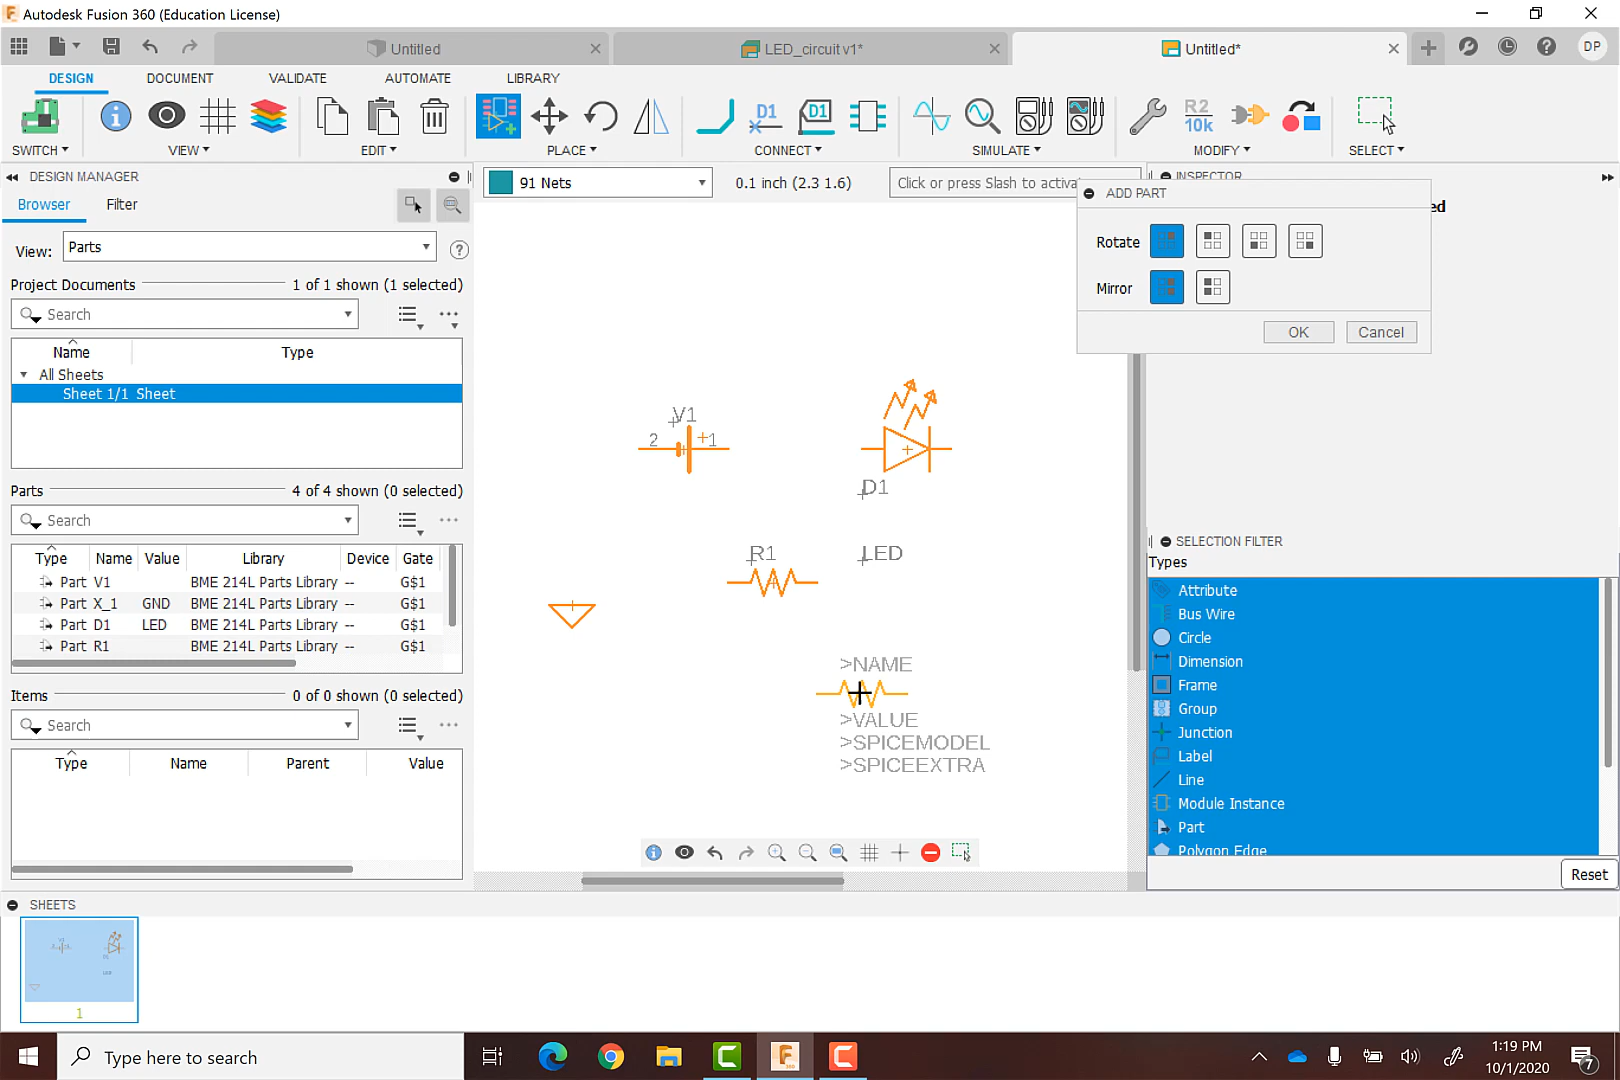 Autodesk Fusion 360 (Education License)
Untitled
LED_circuit v1*
Untitled*
DP
DESIGN
DOCUMENT
VALIDATE
AUTOMATE
LIBRARY
D1
D1
R2
10k
SWITCH
VIEW
EDIT
PLACE
CONNECT
SIMULATE
MODIFY
SELECT
DESIGN MANAGER
91 Nets
0.1 inch (2.3 1.6)
Click or press Slash to activa
INSPECTOR
ed
ADD PART
Rotate
Mirror
OK
Cancel
Browser
Filter
View:
Parts
Project Documents
1 of 1 shown (1 selected)
Search
Name
Type
All Sheets
Sheet 1/1 Sheet
Parts
4 of 4 shown (0 selected)
Search
Type Name Value Library Device Gate
Part V1 BME 214L Parts Library -- G$1
Part X_1 GND BME 214L Parts Library -- G$1
Part D1 LED BME 214L Parts Library -- G$1
Part R1 BME 214L Parts Library -- G$1
Items
0 of 0 shown (0 selected)
Search
Type Name Parent Value
V1
2
1
D1
LED
R1
>NAME
>VALUE
>SPICEMODEL
>SPICEEXTRA
SELECTION FILTER
Types
Attribute
Bus Wire
Circle
Dimension
Frame
Group
Junction
Label
Line
Module Instance
Part
Polygon Edge
Reset
SHEETS
1
Type here to search
1:19 PM
10/1/2020
7